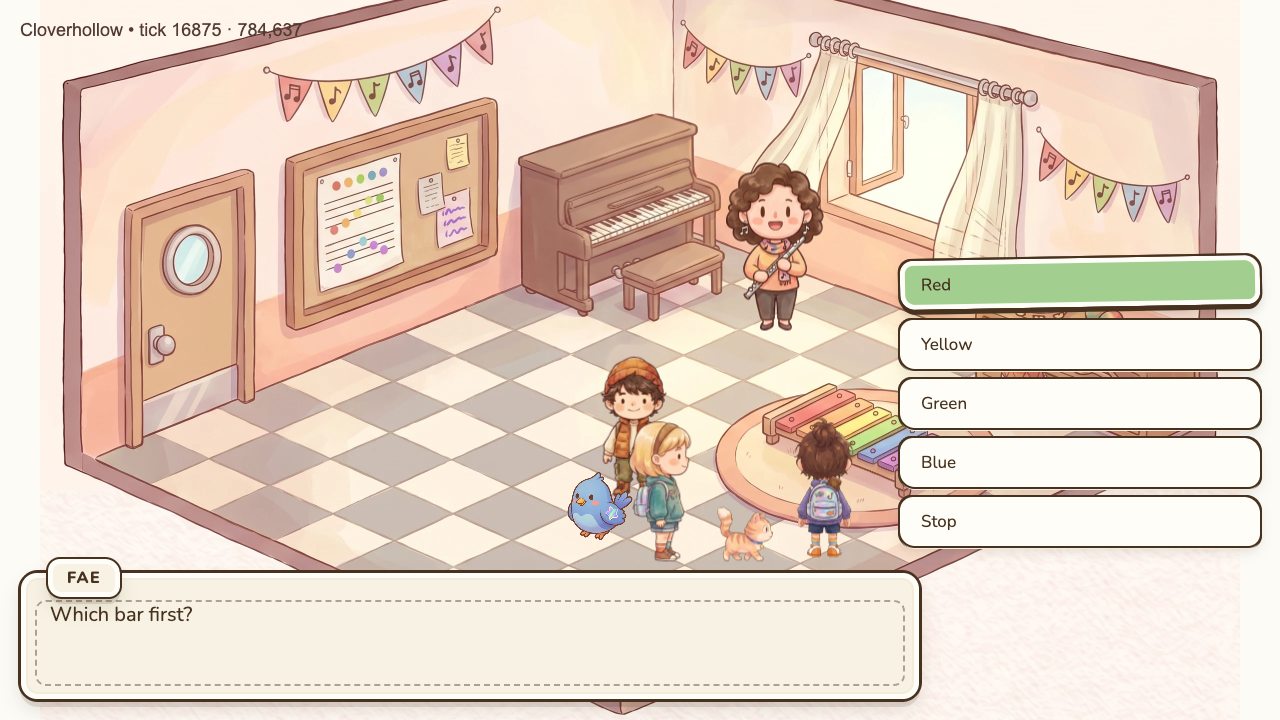 Cloverhollow • tick 16875 · 784,637
Red
Yellow
Green
Blue
Stop
FAE
Which bar first?